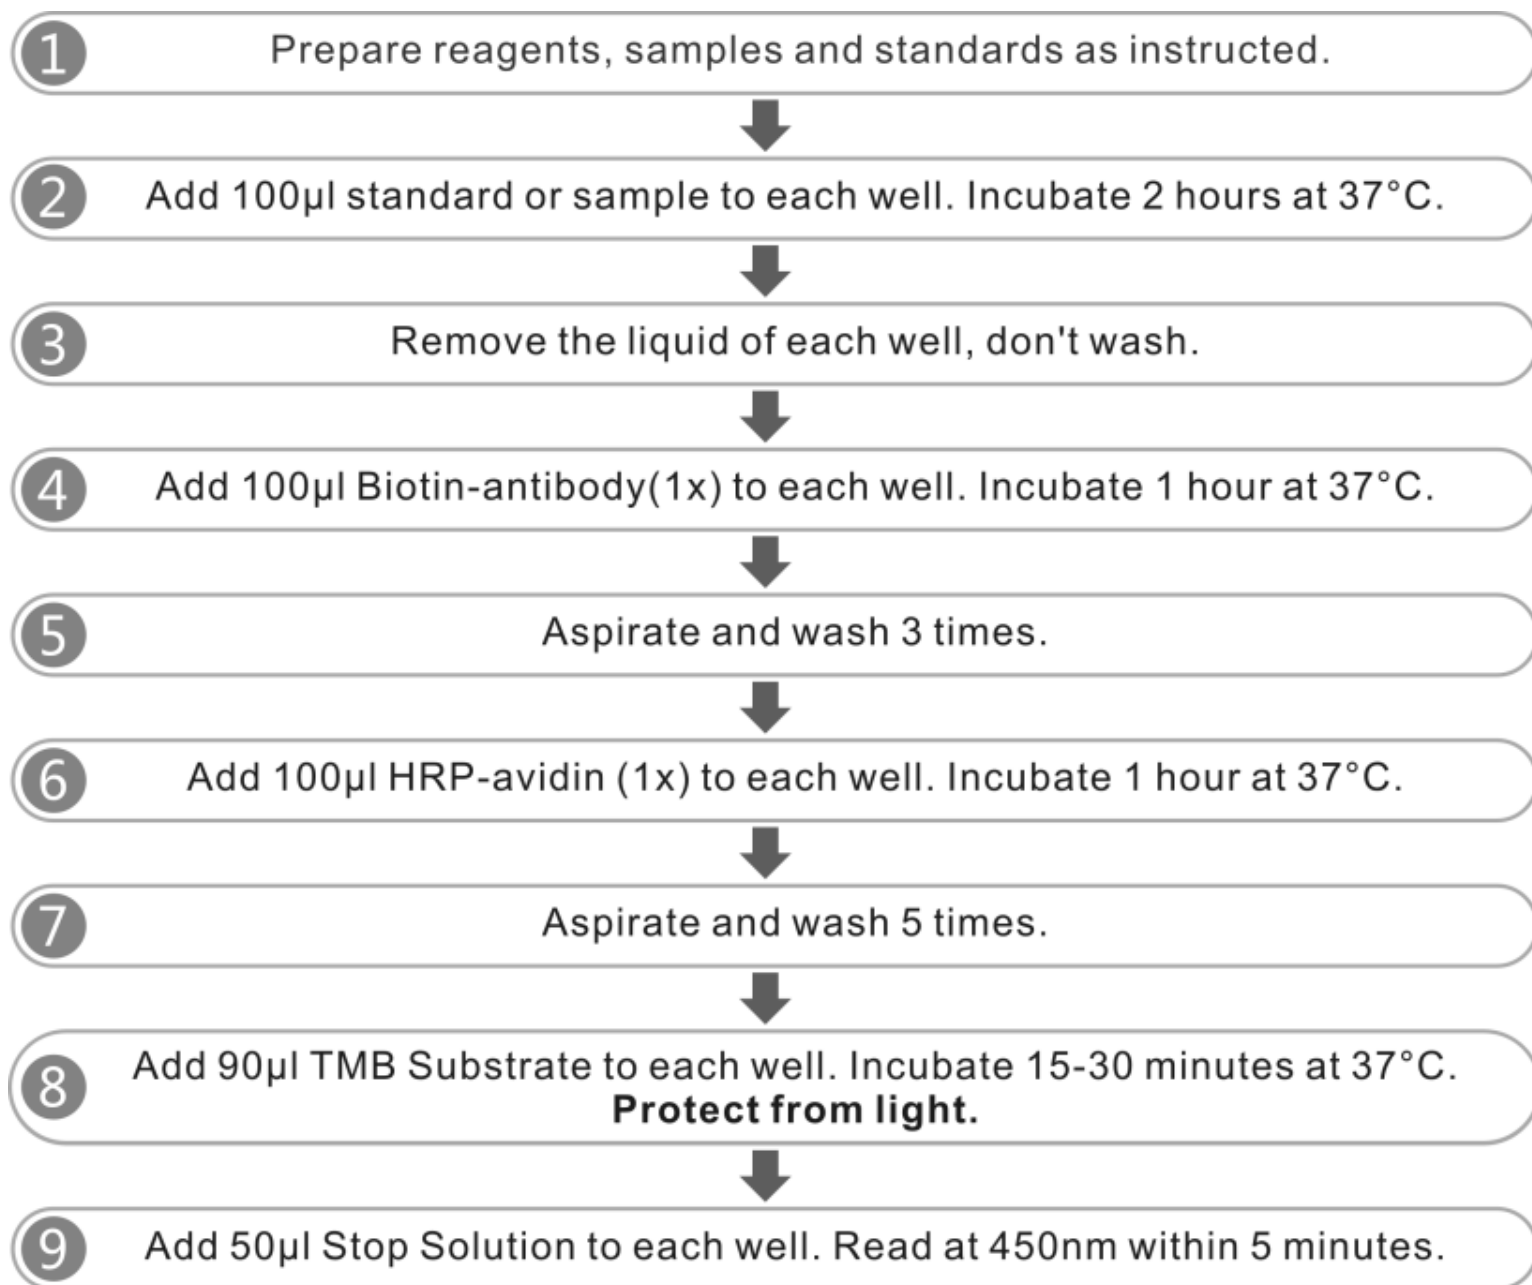 1 Prepare reagents, samples and standards as instructed.
2 Add 100µl standard or sample to each well. Incubate 2 hours at 37°C.
3 Remove the liquid of each well, don't wash.
4 Add 100µl Biotin-antibody(1x) to each well. Incubate 1 hour at 37°C.
5 Aspirate and wash 3 times.
6 Add 100µl HRP-avidin (1x) to each well. Incubate 1 hour at 37°C.
7 Aspirate and wash 5 times.
8 Add 90µl TMB Substrate to each well. Incubate 15-30 minutes at 37°C.
Protect from light.
9 Add 50µl Stop Solution to each well. Read at 450nm within 5 minutes.